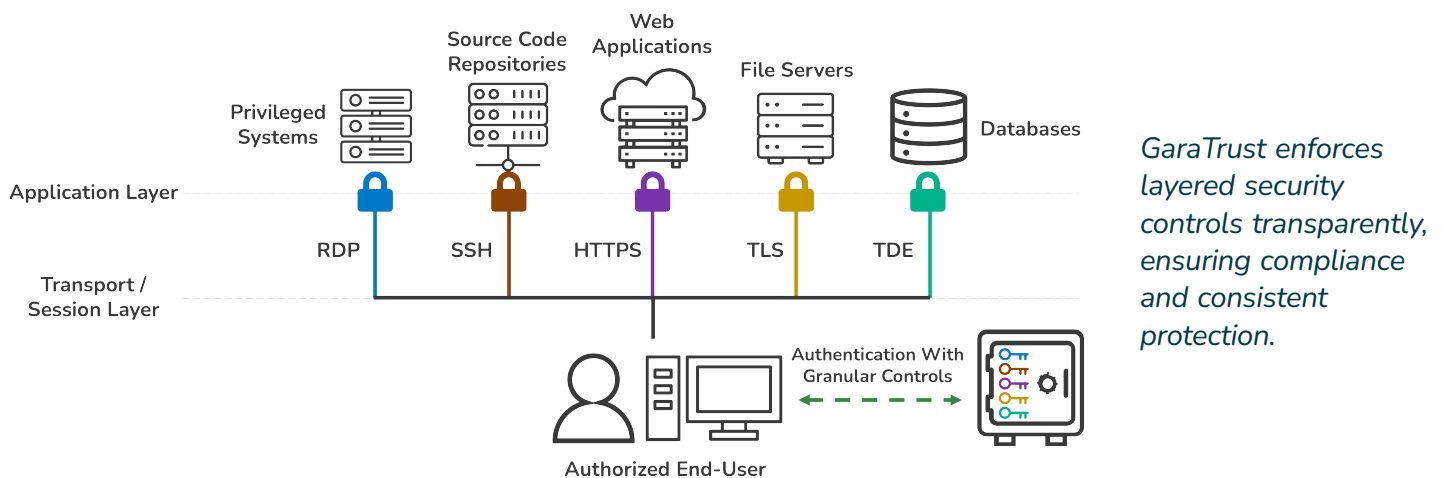 Web
Applications
Source Code
Repositories
File Servers
Privileged
Systems
Databases
Application Layer
RDP
SSH
HTTPS
TLS
TDE
Transport /
Session Layer
Authentication With
Granular Controls
Authorized End-User
GaraTrust enforces
layered security
controls transparently,
ensuring compliance
and consistent
protection.